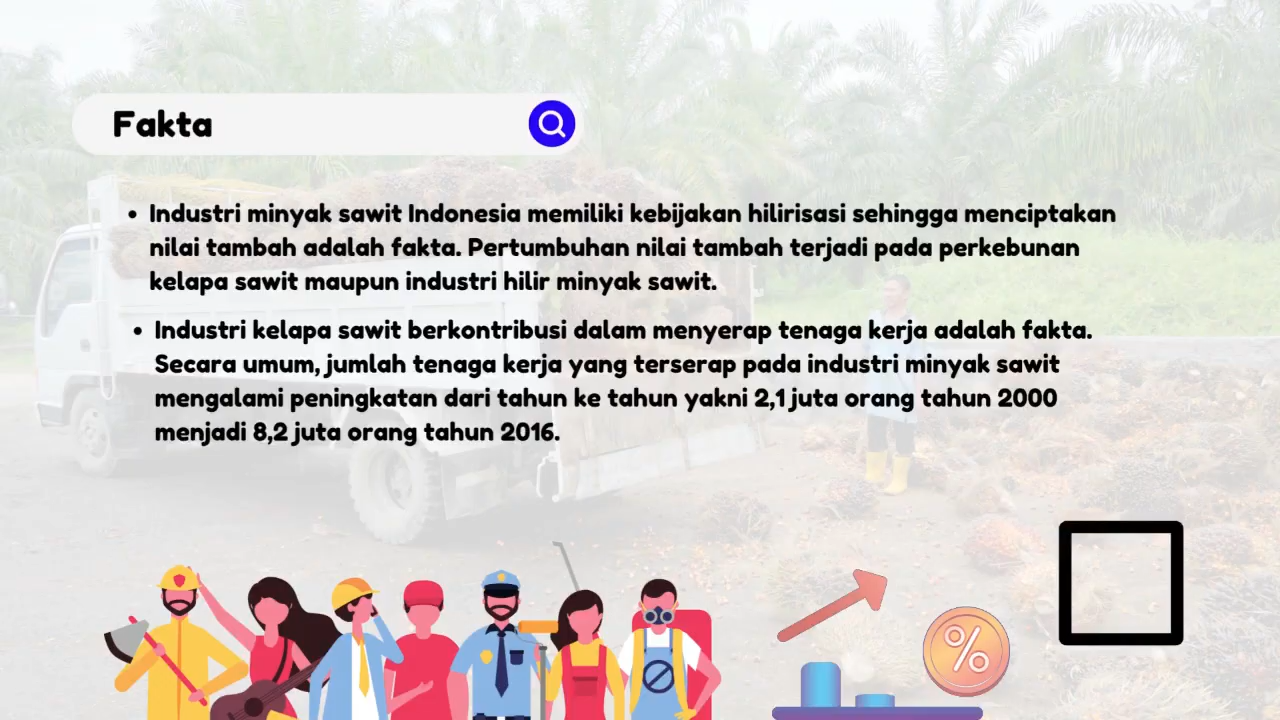 Fakta
• Industri minyak sawit Indonesia memiliki kebijakan hilirisasi sehingga menciptakan
nilai tambah adalah fakta. Pertumbuhan nilai tambah terjadi pada perkebunan
kelapa sawit maupun industri hilir minyak sawit.
• Industri kelapa sawit berkontribusi dalam menyerap tenaga kerja adalah fakta.
Secara umum, jumlah tenaga kerja yang terserap pada industri minyak sawit
mengalami peningkatan dari tahun ke tahun yakni 2,1 juta orang tahun 2000
menjadi 8,2 juta orang tahun 2016.
%